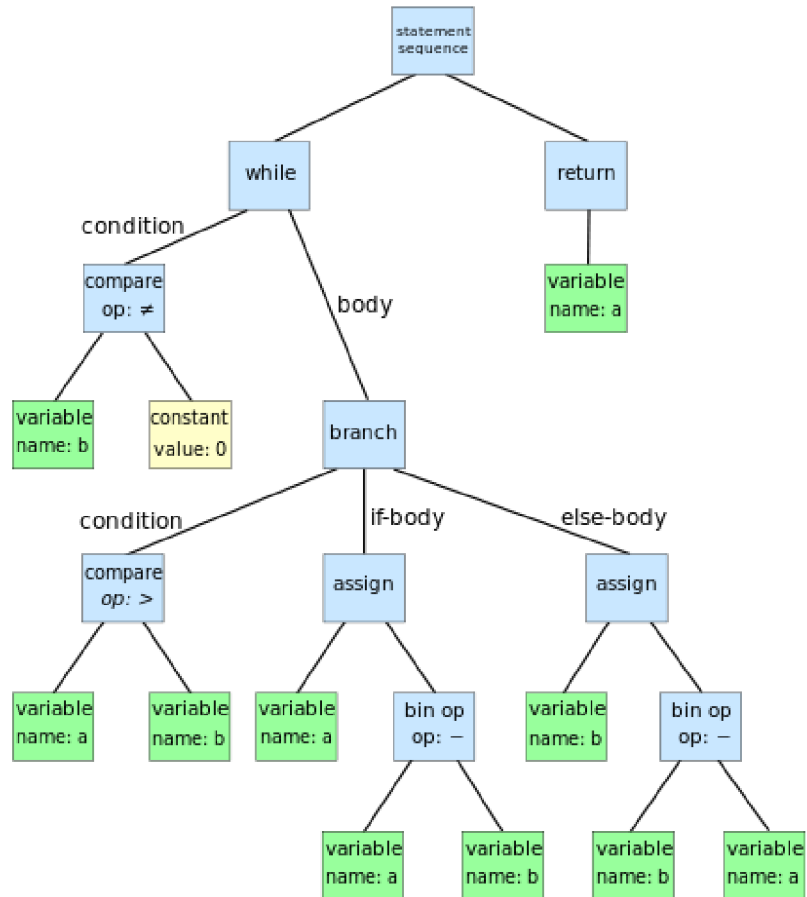 statement
sequence
while
return
condition
compare
op: ≠
body
variable
name: a
variable
name: b
constant
value: 0
branch
condition
if-body
else-body
compare
op: >
assign
assign
variable
name: a
variable
name: b
variable
name: a
bin op
op: −
variable
name: b
bin op
op: −
variable
name: a
variable
name: b
variable
name: b
variable
name: a